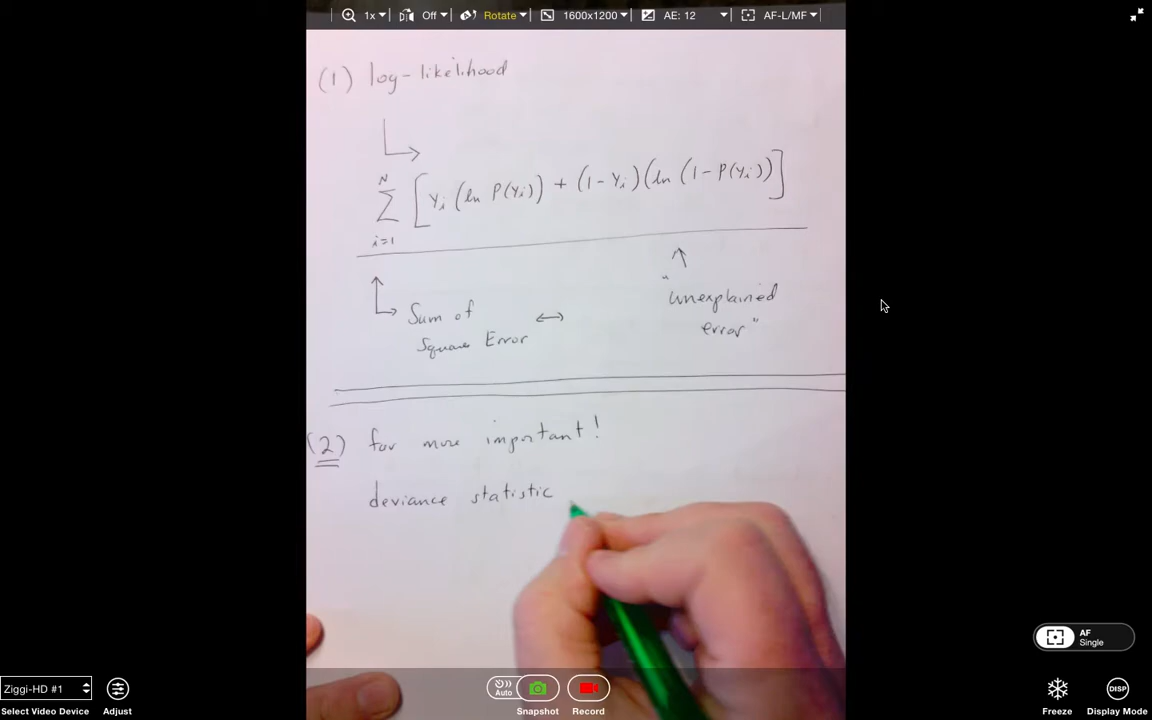 1x Off Rotate 1600x1200 AE: 12 AF-L/MF
(1) log-likelihood
N
∑ [Yi (ln P(Yi)) + (1-Yi)(ln (1-P(Yi))]
i=1
Sum of Square Error ↔ "unexplained error"
(2) far more important!
deviance statistic
AF
Single
Ziggi-HD #1
Auto
DISP
Select Video Device Adjust Snapshot Record Freeze Display Mode